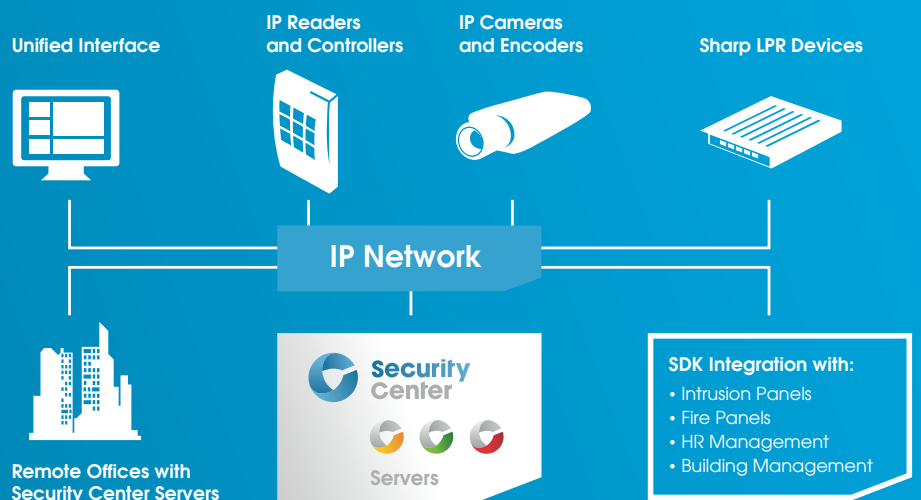 Unified Interface
IP Readers
and Controllers
IP Cameras
and Encoders
Sharp LPR Devices
IP Network
Remote Offices with
Security Center Servers
Security
Center
Servers
SDK Integration with:
• Intrusion Panels
• Fire Panels
• HR Management
• Building Management